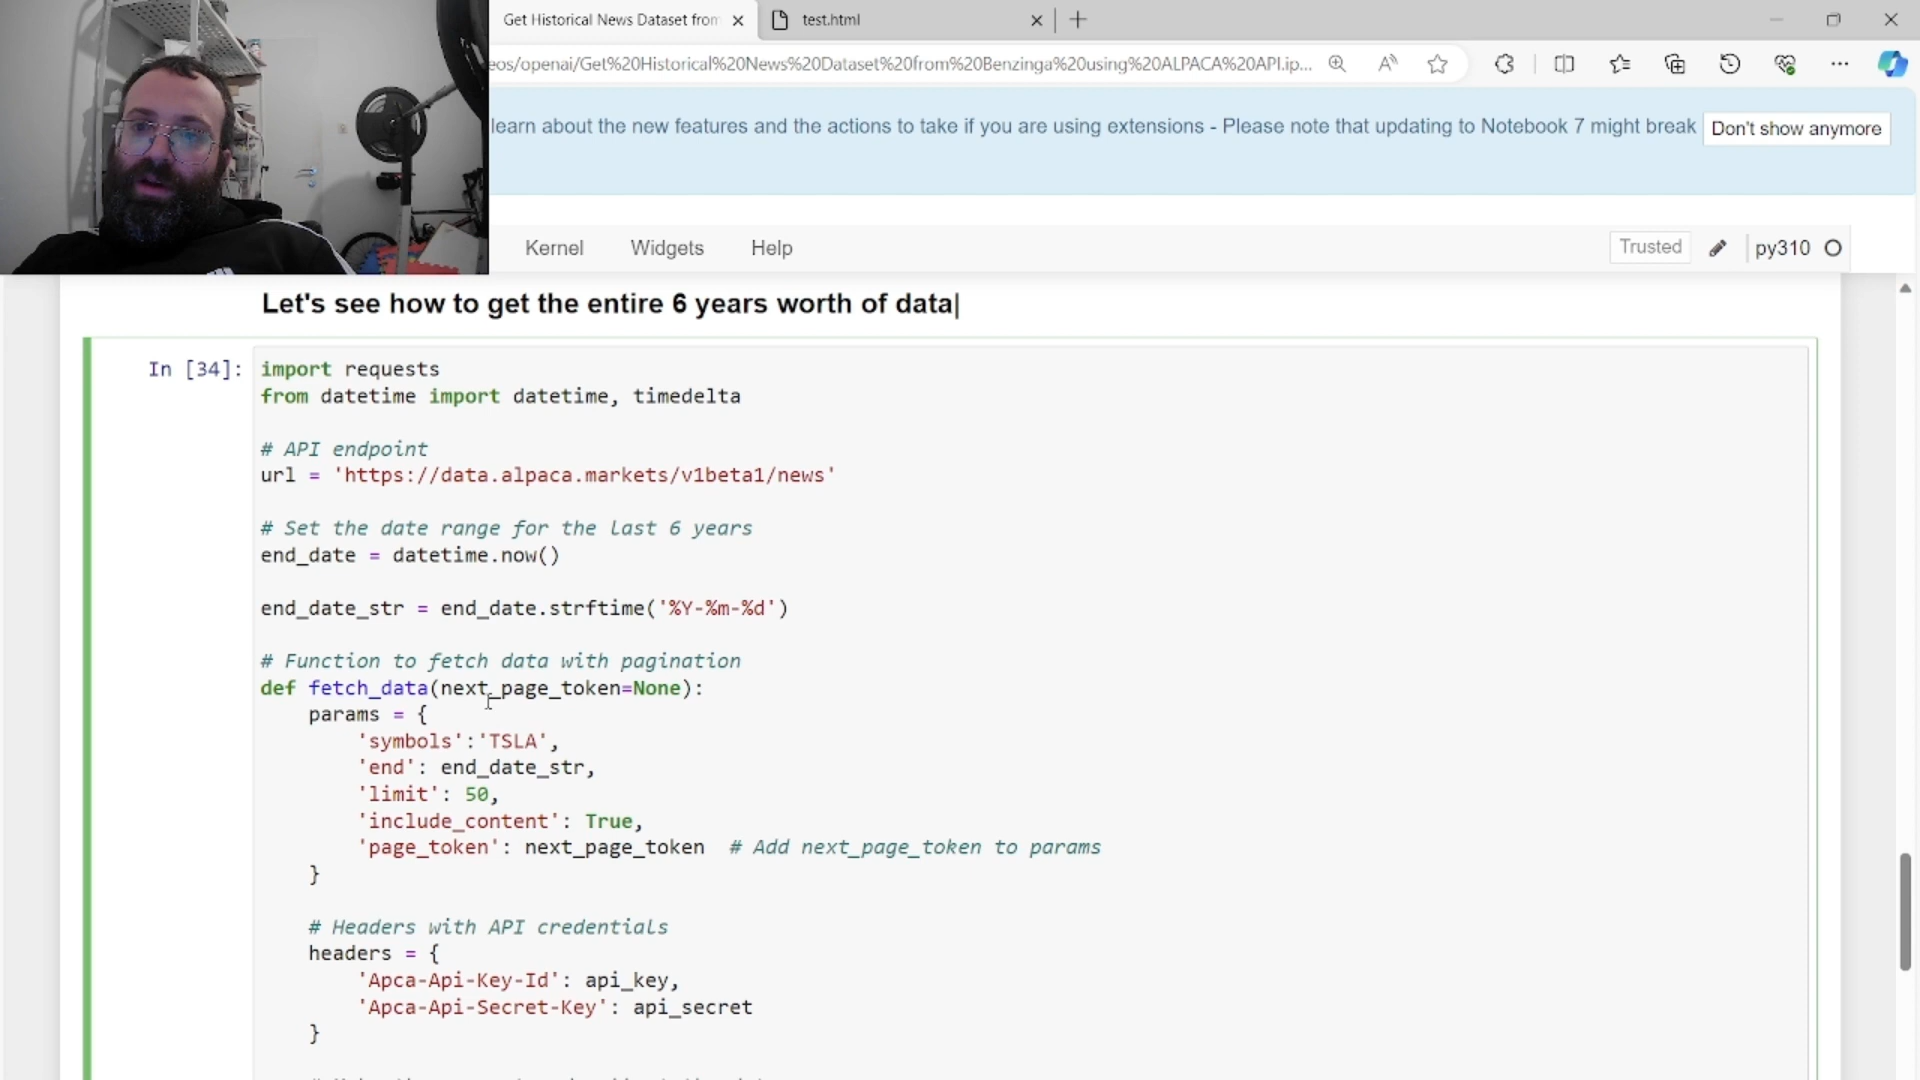 Get Historical News Dataset from
test.html
eos/openai/Get%20Historical%20News%20Dataset%20from%20Benzinga%20using%20ALPACA%20API.ip...
learn about the new features and the actions to take if you are using extensions - Please note that updating to Notebook 7 might break
Don't show anymore
Kernel
Widgets
Help
Trusted
py310
Let's see how to get the entire 6 years worth of data
In [34]:
import requests
from datetime import datetime, timedelta
# API endpoint
url = 'https://data.alpaca.markets/v1beta1/news'
# Set the date range for the last 6 years
end_date = datetime.now()
end_date_str = end_date.strftime('%Y-%m-%d')
# Function to fetch data with pagination
def fetch_data(next_page_token=None):
params = {
'symbols':'TSLA',
'end': end_date_str,
'limit': 50,
'include_content': True,
'page_token': next_page_token # Add next_page_token to params
}
# Headers with API credentials
headers = {
'Apca-Api-Key-Id': api_key,
'Apca-Api-Secret-Key': api_secret
}